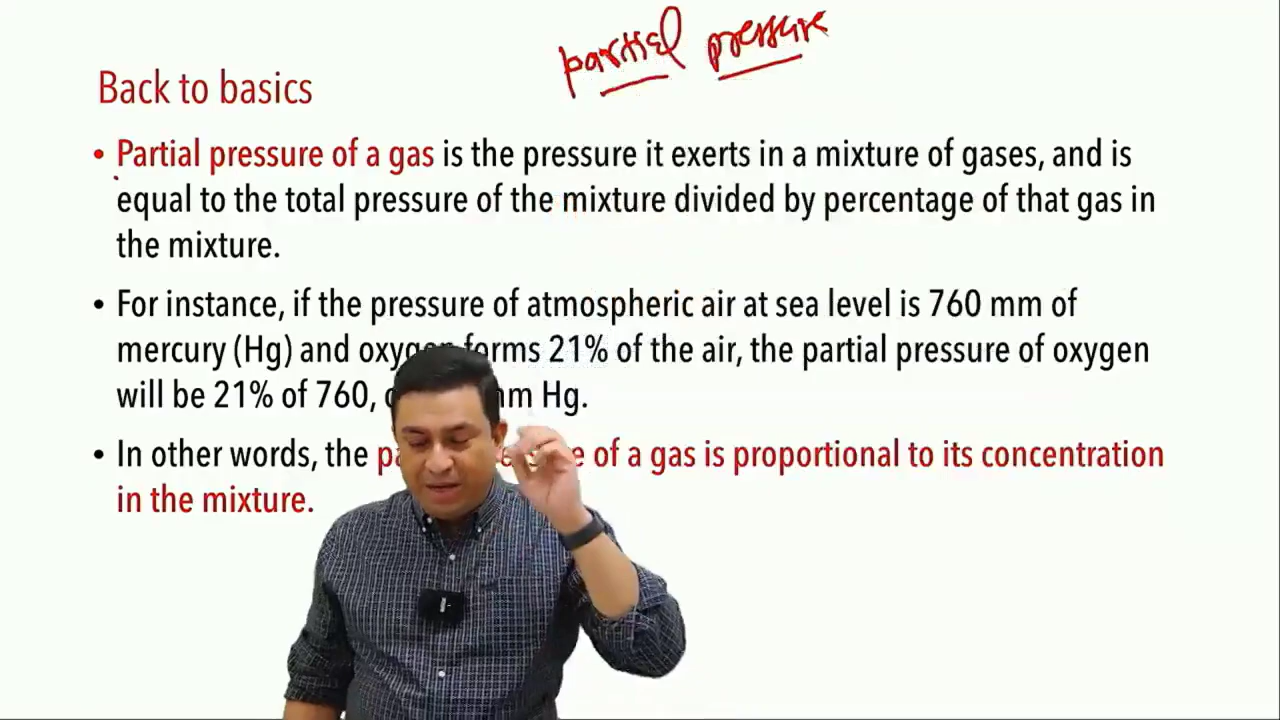 partial pressure
Back to basics
• Partial pressure of a gas is the pressure it exerts in a mixture of gases, and is
equal to the total pressure of the mixture divided by percentage of that gas in
the mixture.
• For instance, if the pressure of atmospheric air at sea level is 760 mm of
mercury (Hg) and oxygen forms 21% of the air, the partial pressure of oxygen
will be 21% of 760, Hg.
• In other words, the of a gas is proportional to its concentration
in the mixture.